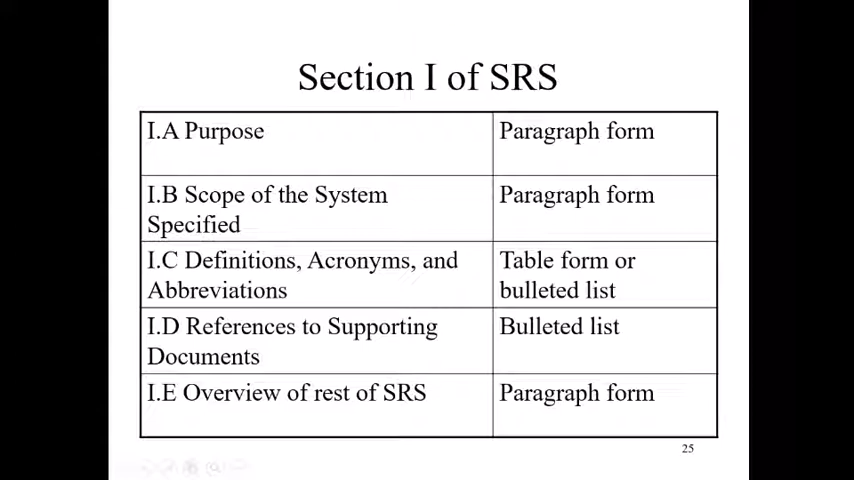 Section I of SRS
I.A Purpose
Paragraph form
I.B Scope of the System
Specified
Paragraph form
I.C Definitions, Acronyms, and
Abbreviations
Table form or
bulleted list
I.D References to Supporting
Documents
Bulleted list
I.E Overview of rest of SRS
Paragraph form
25